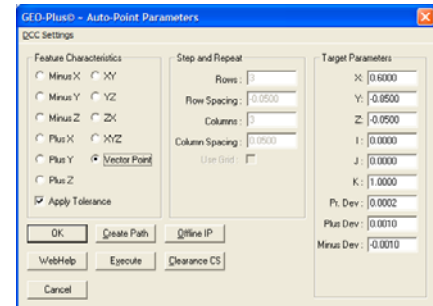 GEO-Plus© - Auto-Point Parameters
DCC Settings
Feature Characteristics
Minus X
XY
Minus Y
YZ
Minus Z
ZX
Plus X
XYZ
Plus Y
Vector Point
Plus Z
Apply Tolerance
Step and Repeat
Rows: 3
Row Spacing: -0.0500
Columns: 3
Column Spacing: 0.0500
Use Grid:
Target Parameters
X: 0.6000
Y: -0.8500
Z: -0.0500
I: 0.0000
J: 0.0000
K: 1.0000
Pr. Dev: 0.0002
Plus Dev: 0.0010
Minus Dev: -0.0010
OK
Create Path
Offline IP
WebHelp
Execute
Clearance CS
Cancel